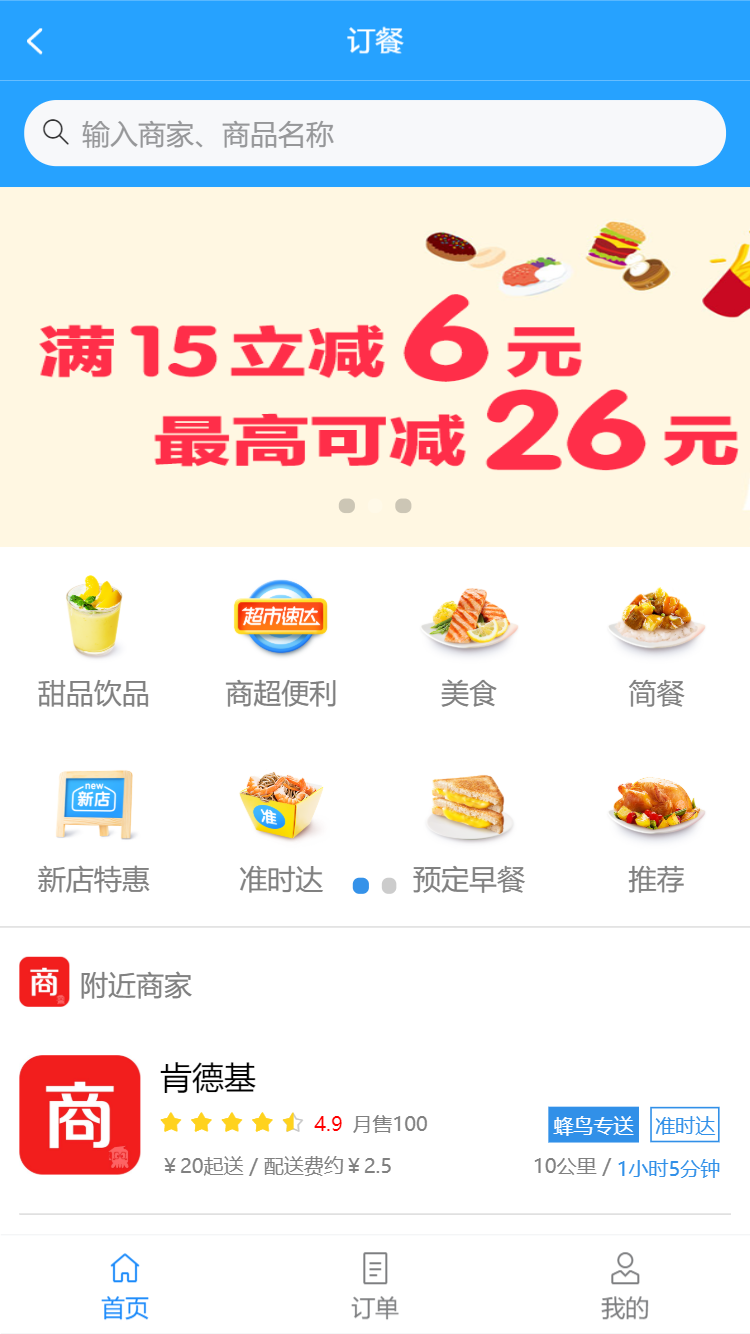 订餐
输入商家、商品名称
满15立减6元
最高可减26元
超市速达
甜品饮品
商超便利
美食
简餐
new
新店
准
新店特惠
准时达
预定早餐
推荐
商
附近商家
商
肯德基
4.9 月售100
蜂鸟专送
准时达
¥20起送 / 配送费约¥2.5
10公里 / 1小时5分钟
首页
订单
我的